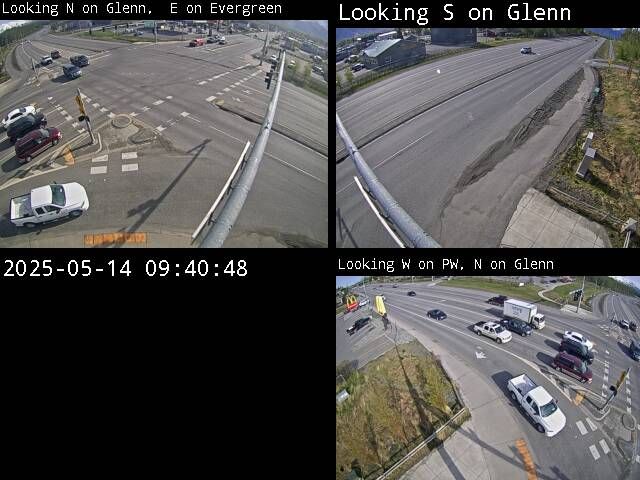 Looking N on Glenn,  E on Evergreen
Looking S on Glenn
2025-05-14 09:40:48
Looking W on PW, N on Glenn